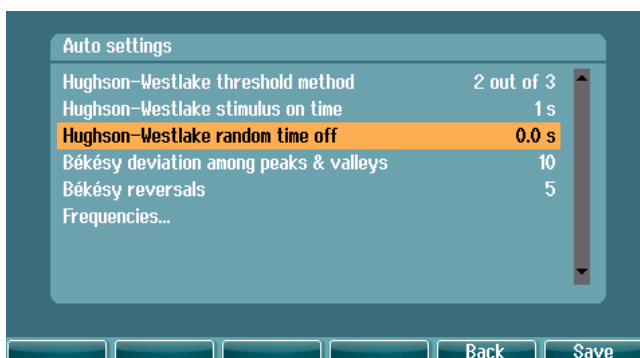 Auto settings
Hughson-Westlake threshold method 2 out of 3
Hughson-Westlake stimulus on time 1 s
Hughson-Westlake random time off 0.0 s
Békésy deviation among peaks & valleys 10
Békésy reversals 5
Frequencies...
Back Save